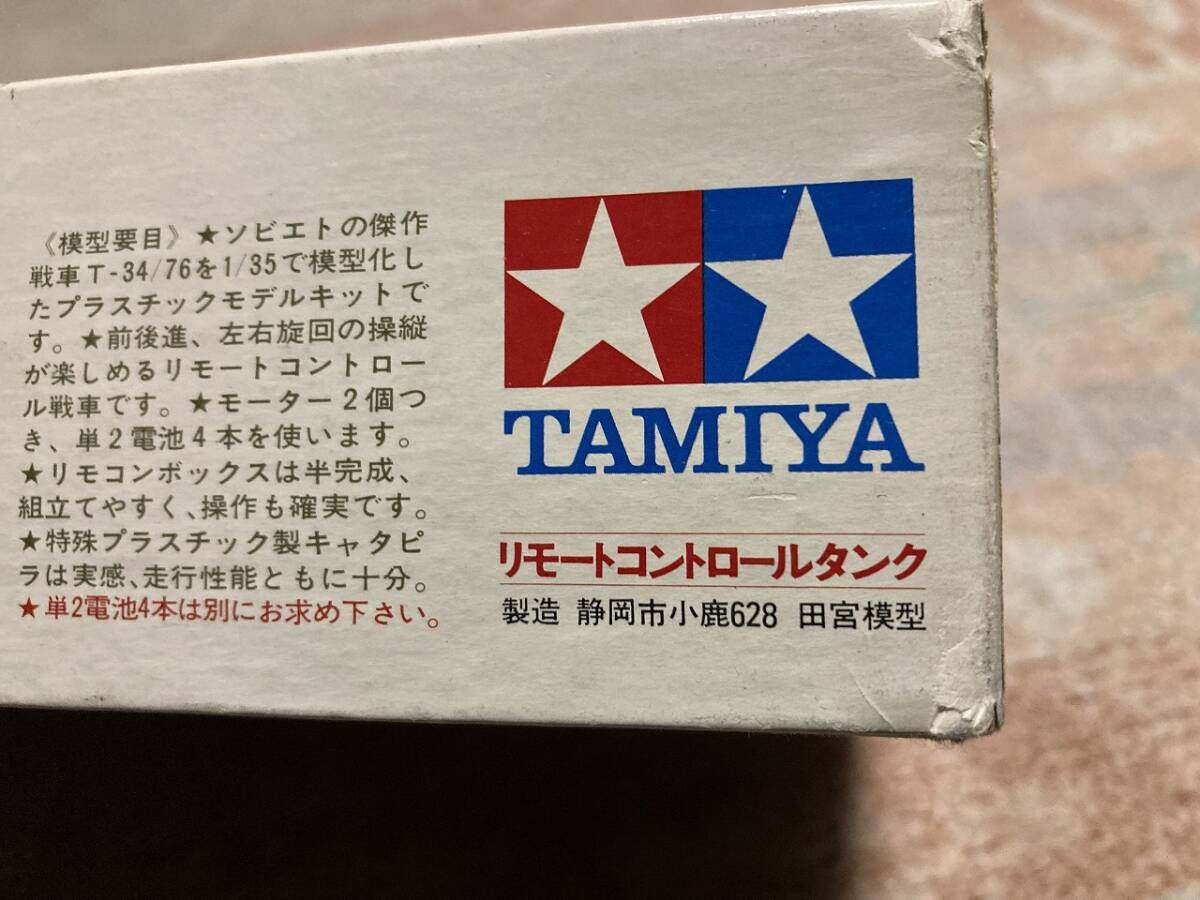 《模型要目》★ソビエトの傑作
戦車T-34/76を1/35で模型化し
たプラスチックモデルキットで
す。★前後進、左右旋回の操縦
が楽しめるリモートコントロー
ル戦車です。★モーター2個つ
き、単2電池4本を使います。
★リモコンボックスは半完成、
組立てやすく、操作も確実です。
★特殊プラスチック製キャタピ
ラは実感、走行性能ともに十分。
★単2電池4本は別にお求め下さい。
TAMIYA
リモートコントロールタンク
製造 静岡市小鹿628 田宮模型